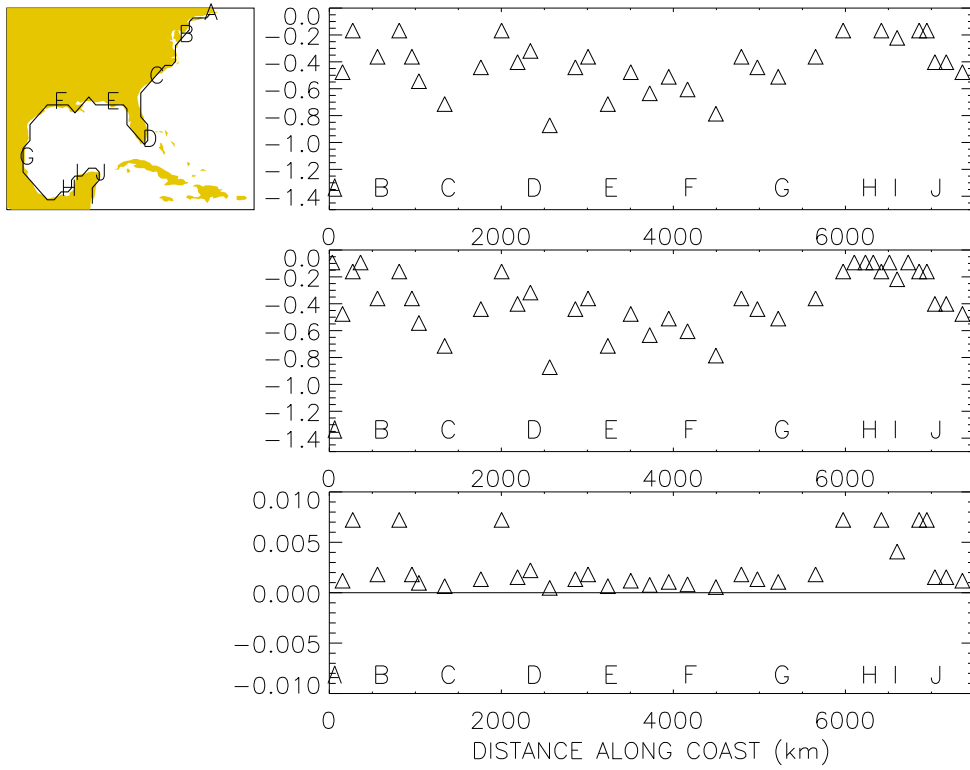 A
B
C
D
E
F
G
H
I
J
0.0
−0.2
−0.4
−0.6
−0.8
−1.0
−1.2
−1.4
A B C D E F G H I J
0 2000 4000 6000
0.0
−0.2
−0.4
−0.6
−0.8
−1.0
−1.2
−1.4
A B C D E F G H I J
0 2000 4000 6000
0.010
0.005
0.000
−0.005
−0.010
A B C D E F G H I J
0 2000 4000 6000
DISTANCE ALONG COAST (km)